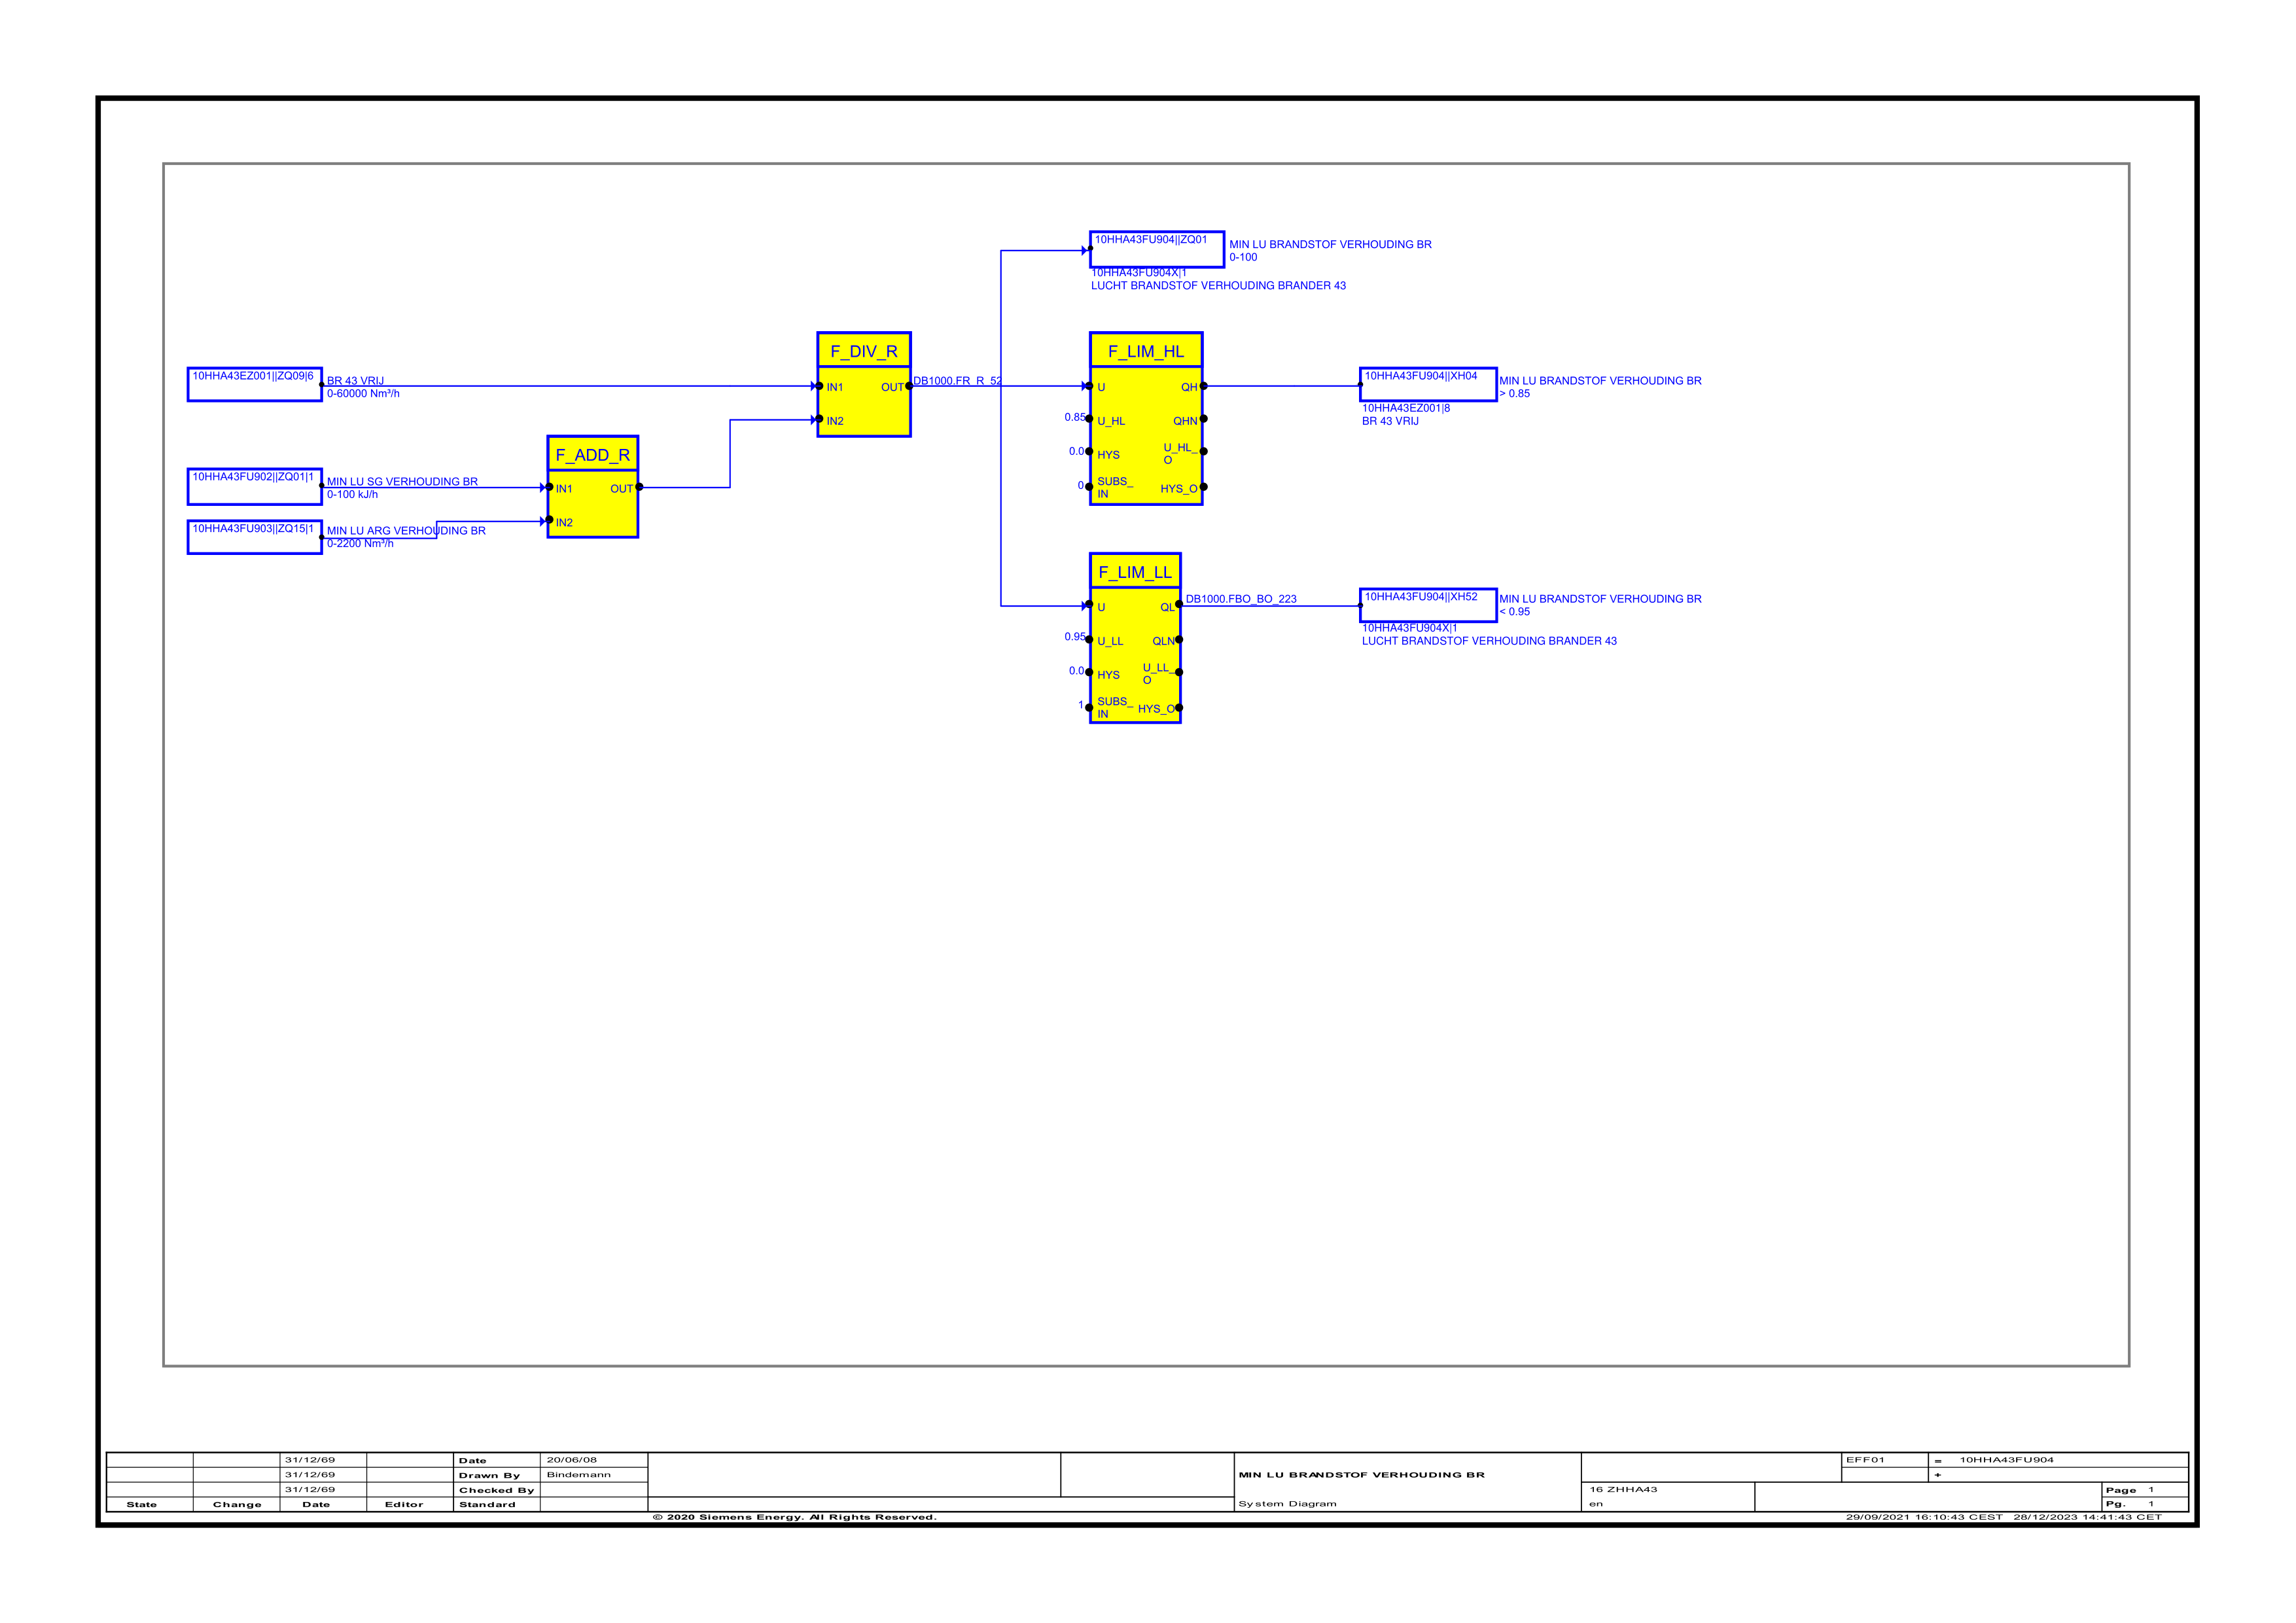 10HHA43FU904||ZQ01
MIN LU BRANDSTOF VERHOUDING BR
0-100
10HHA43FU904X|1
LUCHT BRANDSTOF VERHOUDING BRANDER 43
10HHA43EZ001||ZQ09|6
BR 43 VRIJ
0-60000 Nm³/h
F_DIV_R
IN1
OUT
IN2
DB1000.FR_R_52
F_LIM_HL
U
QH
0.85
U_HL
QHN
0.0
HYS
U_HL_
O
0
SUBS_
IN
HYS_O
10HHA43FU904||XH04
MIN LU BRANDSTOF VERHOUDING BR
> 0.85
10HHA43EZ001|8
BR 43 VRIJ
10HHA43FU902||ZQ01|1
MIN LU SG VERHOUDING BR
0-100 kJ/h
10HHA43FU903||ZQ15|1
MIN LU ARG VERHOUDING BR
0-2200 Nm³/h
F_ADD_R
IN1
OUT
IN2
F_LIM_LL
U
QL
0.95
U_LL
QLN
0.0
HYS
U_LL_
O
1
SUBS_
IN
HYS_O
DB1000.FBO_BO_223
10HHA43FU904||XH52
MIN LU BRANDSTOF VERHOUDING BR
< 0.95
10HHA43FU904X|1
LUCHT BRANDSTOF VERHOUDING BRANDER 43
31/12/69 Date 20/06/08
31/12/69 Drawn By Bindemann
31/12/69 Checked By
State Change Date Editor Standard
MIN LU BRANDSTOF VERHOUDING BR
System Diagram
16 ZHHA43
en
EFF01 = 10HHA43FU904
+
Page 1
Pg. 1
© 2020 Siemens Energy. All Rights Reserved.
29/09/2021 16:10:43 CEST 28/12/2023 14:41:43 CET